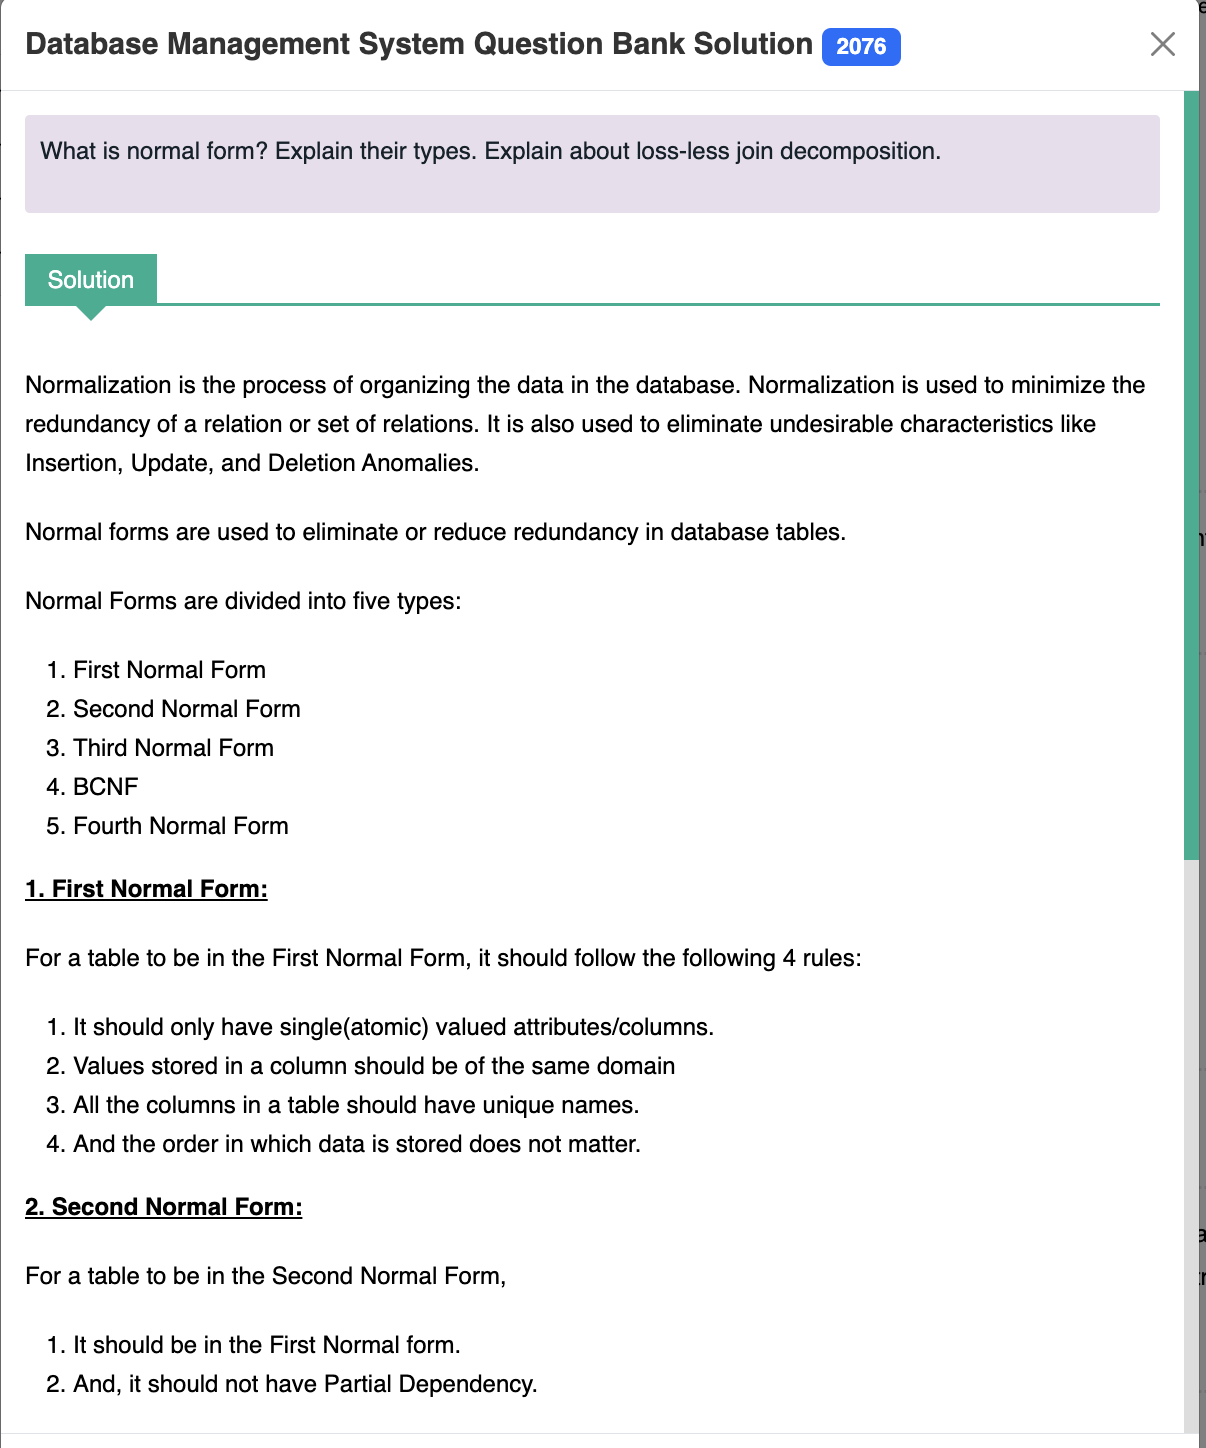 Database Management System Question Bank Solution 2076
What is normal form? Explain their types. Explain about loss-less join decomposition.
Solution
Normalization is the process of organizing the data in the database. Normalization is used to minimize the
redundancy of a relation or set of relations. It is also used to eliminate undesirable characteristics like
Insertion, Update, and Deletion Anomalies.
Normal forms are used to eliminate or reduce redundancy in database tables.
Normal Forms are divided into five types:
1. First Normal Form
2. Second Normal Form
3. Third Normal Form
4. BCNF
5. Fourth Normal Form
1. First Normal Form:
For a table to be in the First Normal Form, it should follow the following 4 rules:
1. It should only have single(atomic) valued attributes/columns.
2. Values stored in a column should be of the same domain
3. All the columns in a table should have unique names.
4. And the order in which data is stored does not matter.
2. Second Normal Form:
For a table to be in the Second Normal Form,
1. It should be in the First Normal form.
2. And, it should not have Partial Dependency.